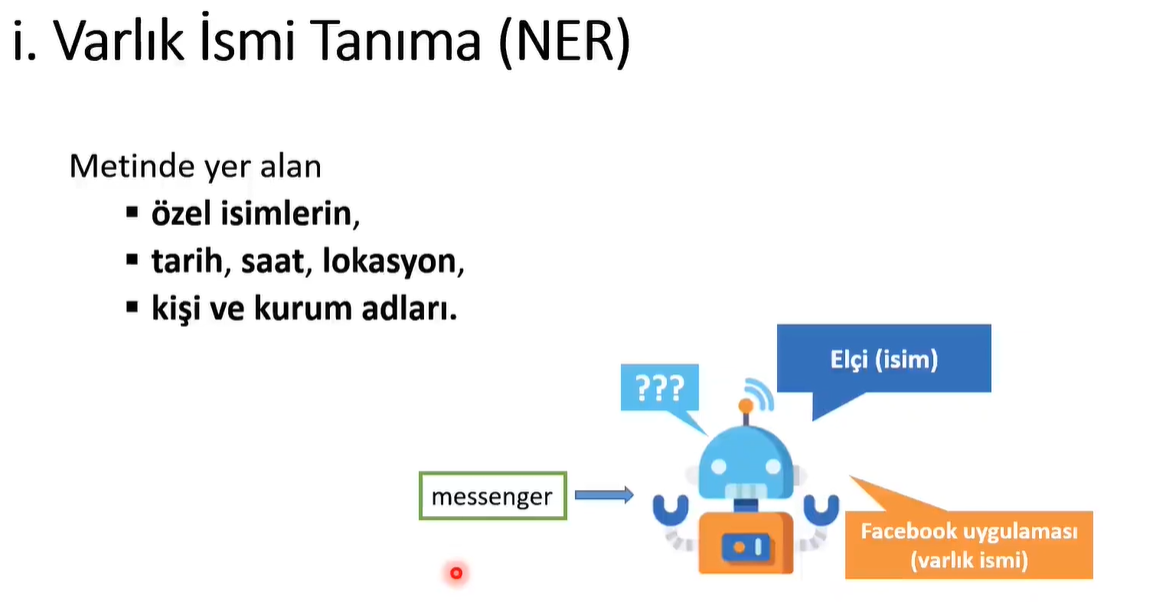 i. Varlık İsmi Tanıma (NER)
Metinde yer alan
▪ özel isimlerin,
▪ tarih, saat, lokasyon,
▪ kişi ve kurum adları.
Elçi (isim)
???
messenger
Facebook uygulaması
(varlık ismi)